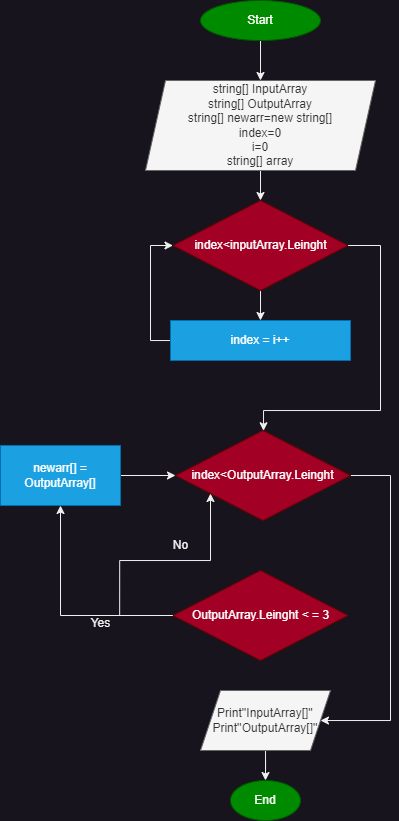 Start
string[] InputArray
string[] OutputArray
string[] newarr=new string[]
index=0
i=0
string[] array
index<inputArray.Leinght
index = i++
newarr[] =
OutputArray[]
index<OutputArray.Leinght
No
Yes
OutputArray.Leinght < = 3
Print"InputArray[]"
Print"OutputArray[]"
End